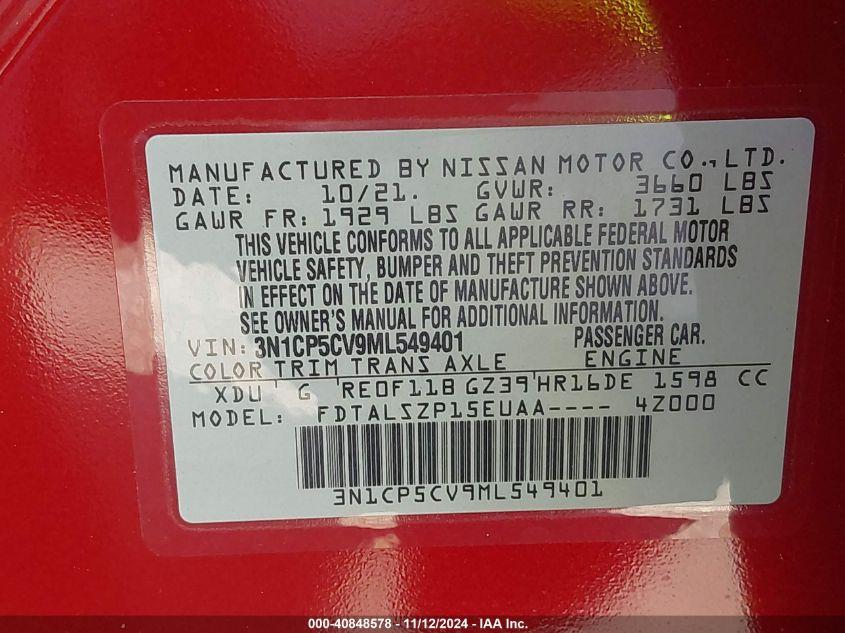 MANUFACTURED BY NISSAN MOTOR CO., LTD.
DATE: 10/21. GVWR: 3660 LBS
GAWR FR: 1929 LBS GAWR RR: 1731 LBS
THIS VEHICLE CONFORMS TO ALL APPLICABLE FEDERAL MOTOR
VEHICLE SAFETY, BUMPER AND THEFT PREVENTION STANDARDS
IN EFFECT ON THE DATE OF MANUFACTURE SHOWN ABOVE.
SEE OWNER'S MANUAL FOR ADDITIONAL INFORMATION.
VIN: 3N1CP5CV9ML549401 PASSENGER CAR.
COLOR TRIM TRANS AXLE ENGINE
XDU G RE0F11B GZ39 HR16DE 1598 CC
MODEL: FDTALSZP15EUAA---- 4Z000
3N1CP5CV9ML549401
000-40848578 - 11/12/2024 - IAA Inc.